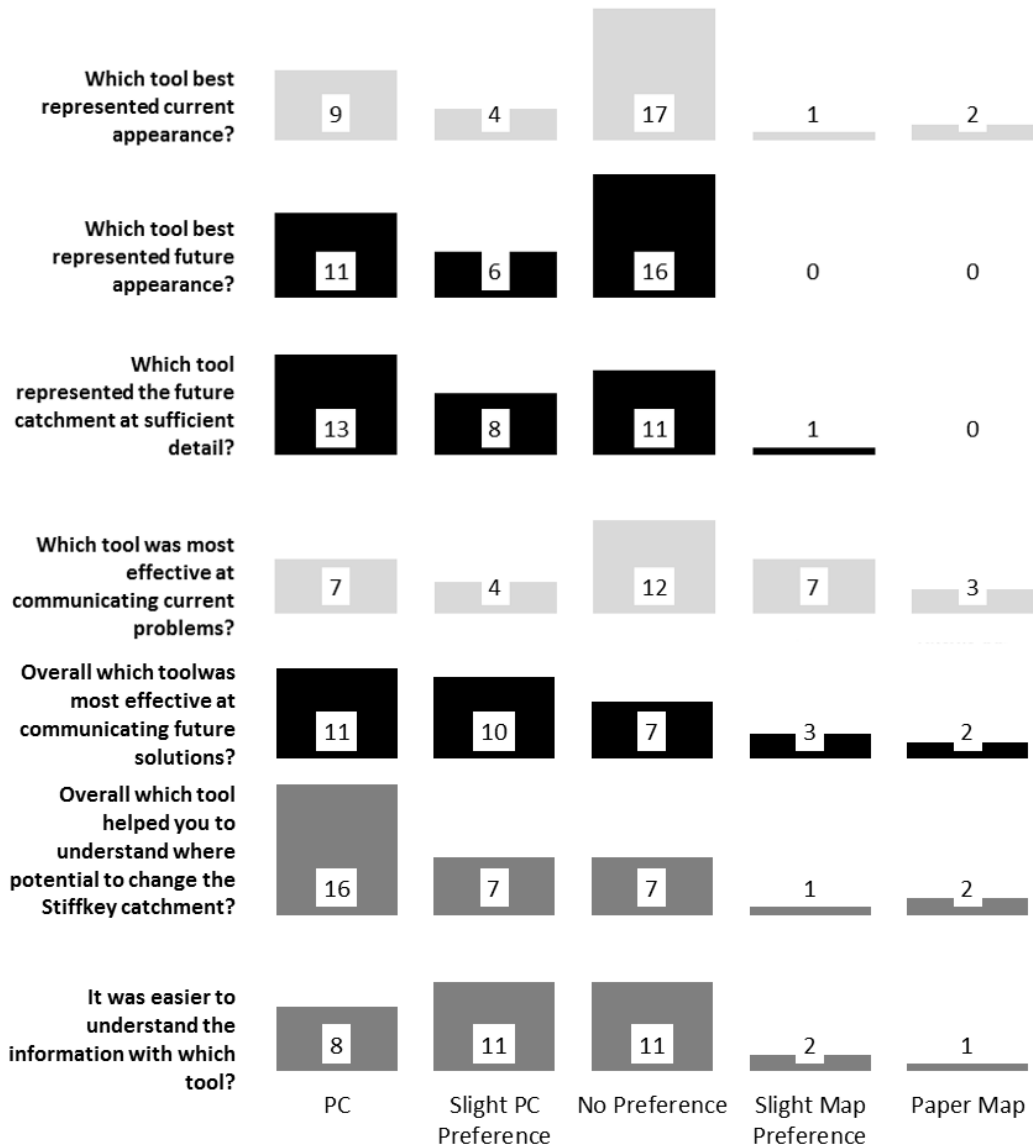 Which tool best
represented current
appearance?
9 4 17 1 2
Which tool best
represented future
appearance?
11 6 16 0 0
Which tool
represented the future
catchment at sufficient
detail?
13 8 11 1 0
Which tool was most
effective at
communicating current
problems?
7 4 12 7 3
Overall which toolwas
most effective at
communicating future
solutions?
11 10 7 3 2
Overall which tool
helped you to
understand where
potential to change the
Stiffkey catchment?
16 7 7 1 2
It was easier to
understand the
information with which
tool?
8 11 11 2 1
PC Slight PC No Preference Slight Map Paper Map
Preference Preference